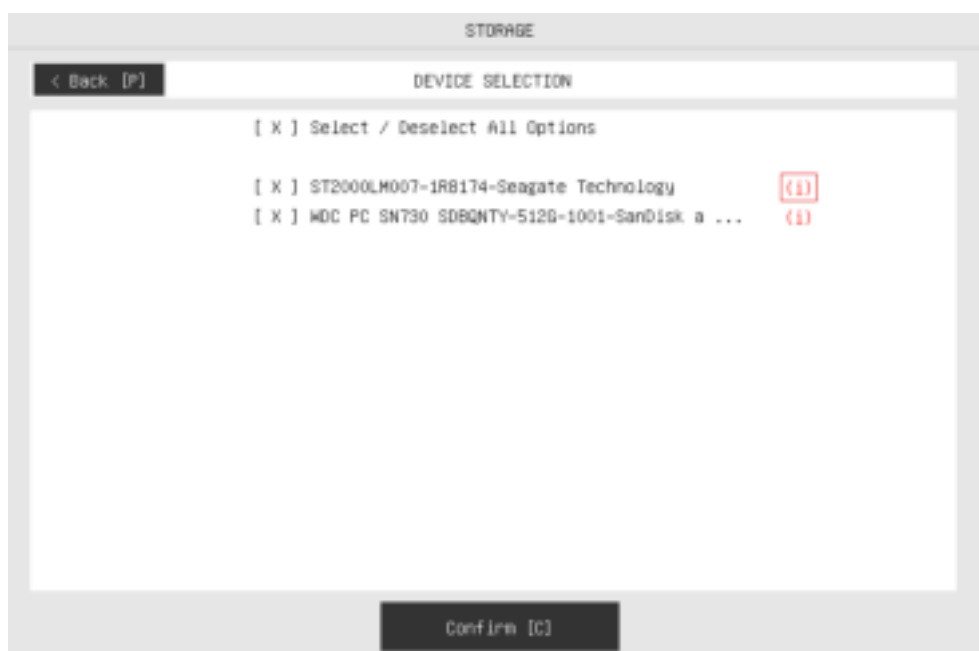 STORAGE
< Back [P]
DEVICE SELECTION
[ X ] Select / Deselect All Options
[ X ] ST2000LM007-1R8174-Seagate Technology (i)
[ X ] WDC PC SN730 SDBQNTY-512G-1001-SanDisk a ... (i)
Confirm [C]